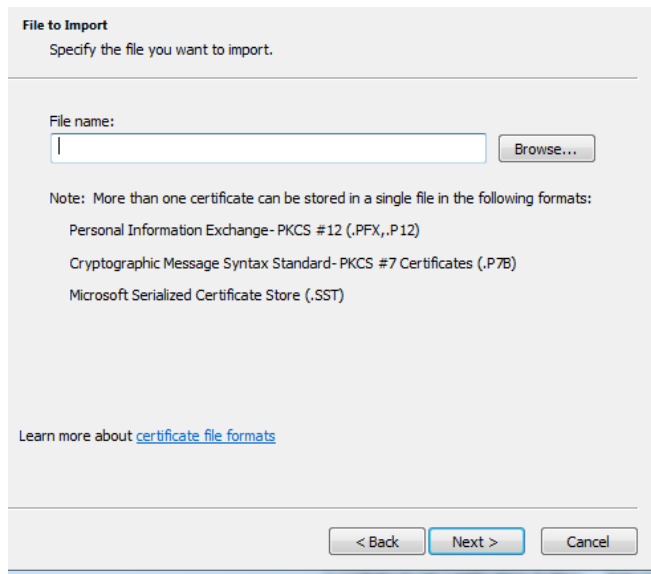 File to Import
Specify the file you want to import.
File name:
Browse...
Note: More than one certificate can be stored in a single file in the following formats:
Personal Information Exchange- PKCS #12 (.PFX,.P12)
Cryptographic Message Syntax Standard- PKCS #7 Certificates (.P7B)
Microsoft Serialized Certificate Store (.SST)
Learn more about certificate file formats
< Back Next > Cancel